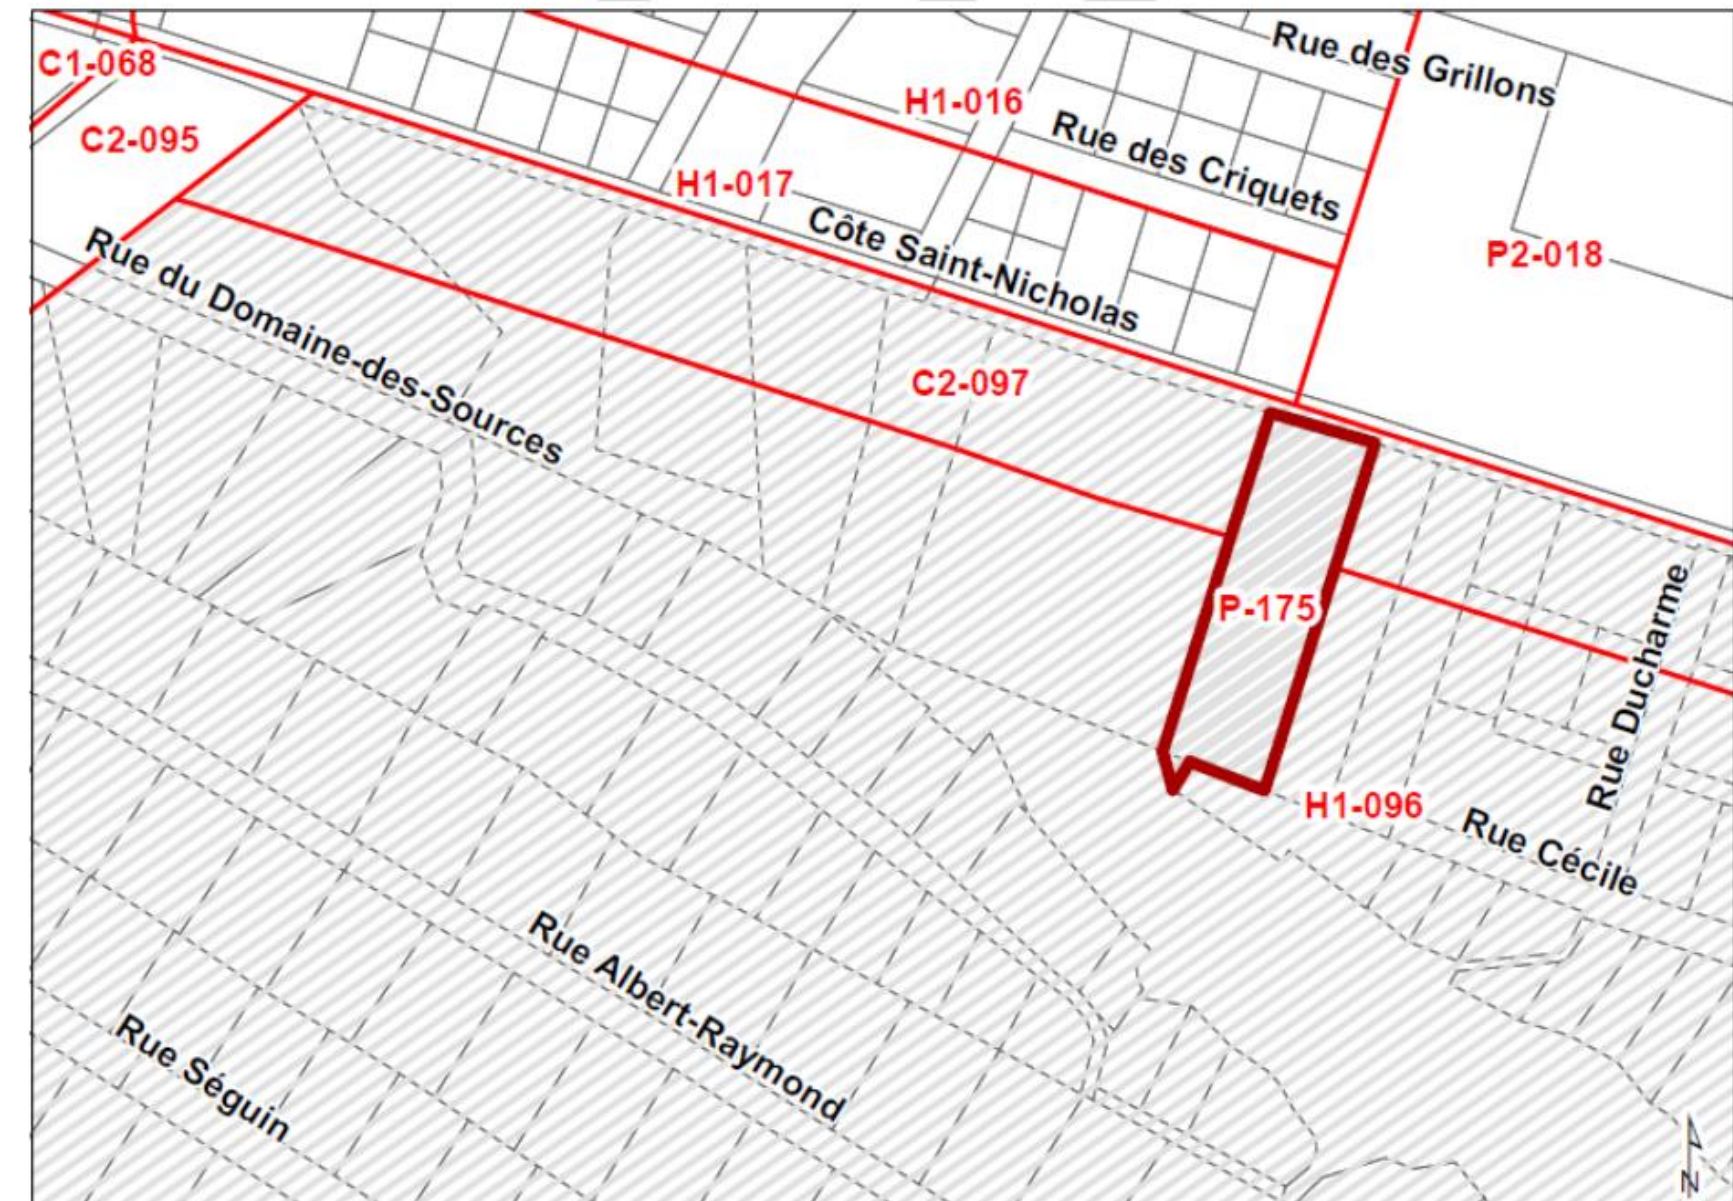 Rue des Grillons
C1-068
H1-016
C2-095
Rue des Criquets
H1-017
Côte Saint-Nicholas
P2-018
Rue du Domaine-des-Sources
C2-097
P-175
Rue Ducharme
H1-096
Rue Cécile
Rue Albert-Raymond
Rue Séguin
N